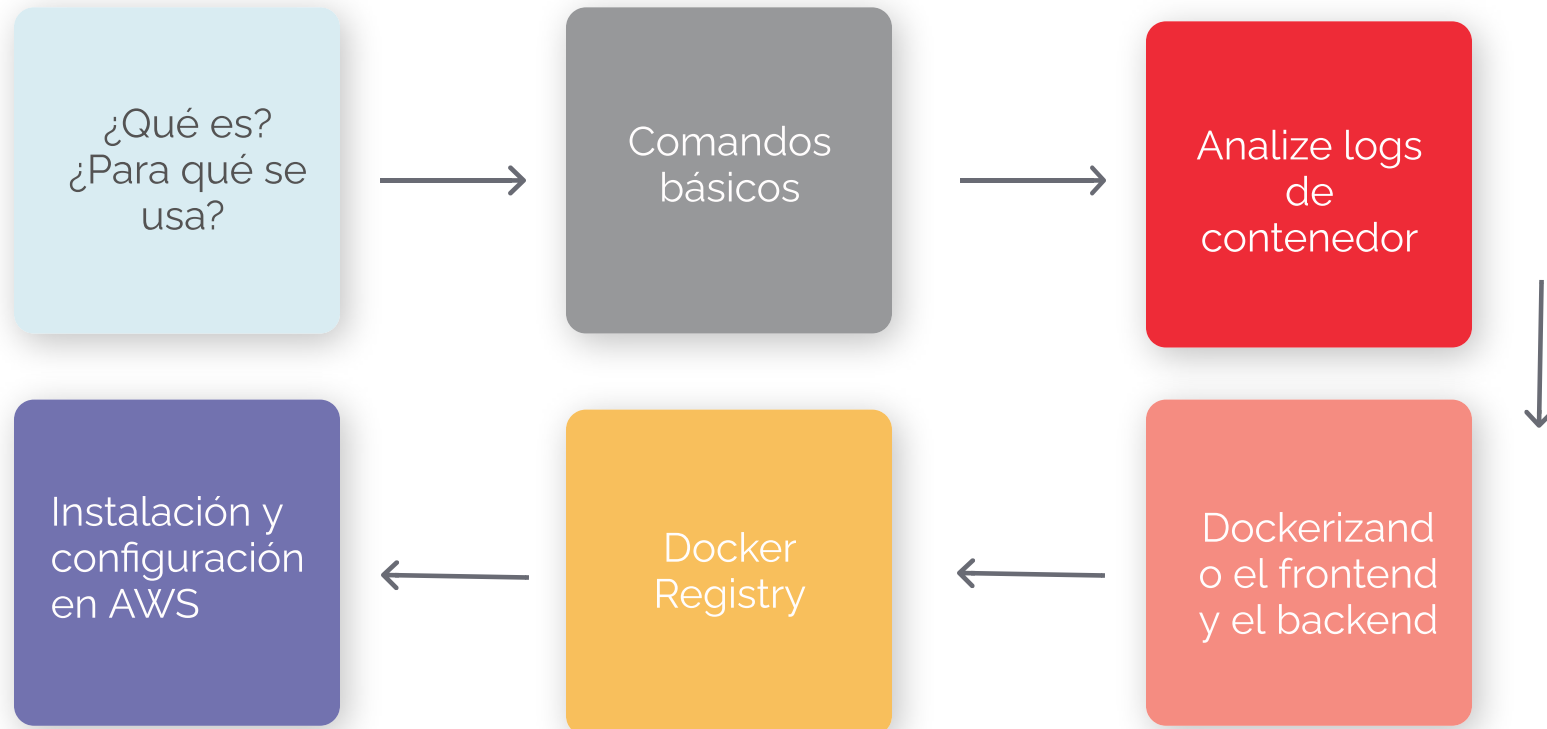 ¿Qué es?
¿Para qué se
usa?
Comandos
básicos
Analize logs
de
contenedor
Dockerizand
o el frontend
y el backend
Docker
Registry
Instalación y
configuración
en AWS